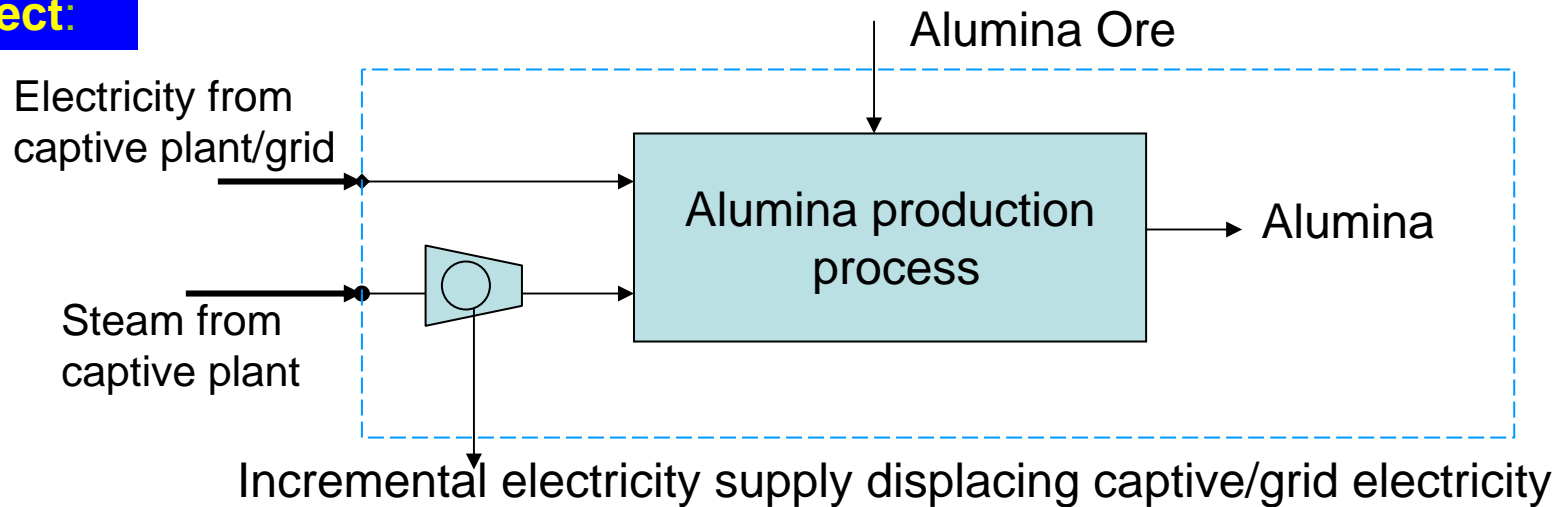 ect:
Alumina Ore
Electricity from
captive plant/grid
Alumina production
process
Alumina
Steam from
captive plant
Incremental electricity supply displacing captive/grid electricity